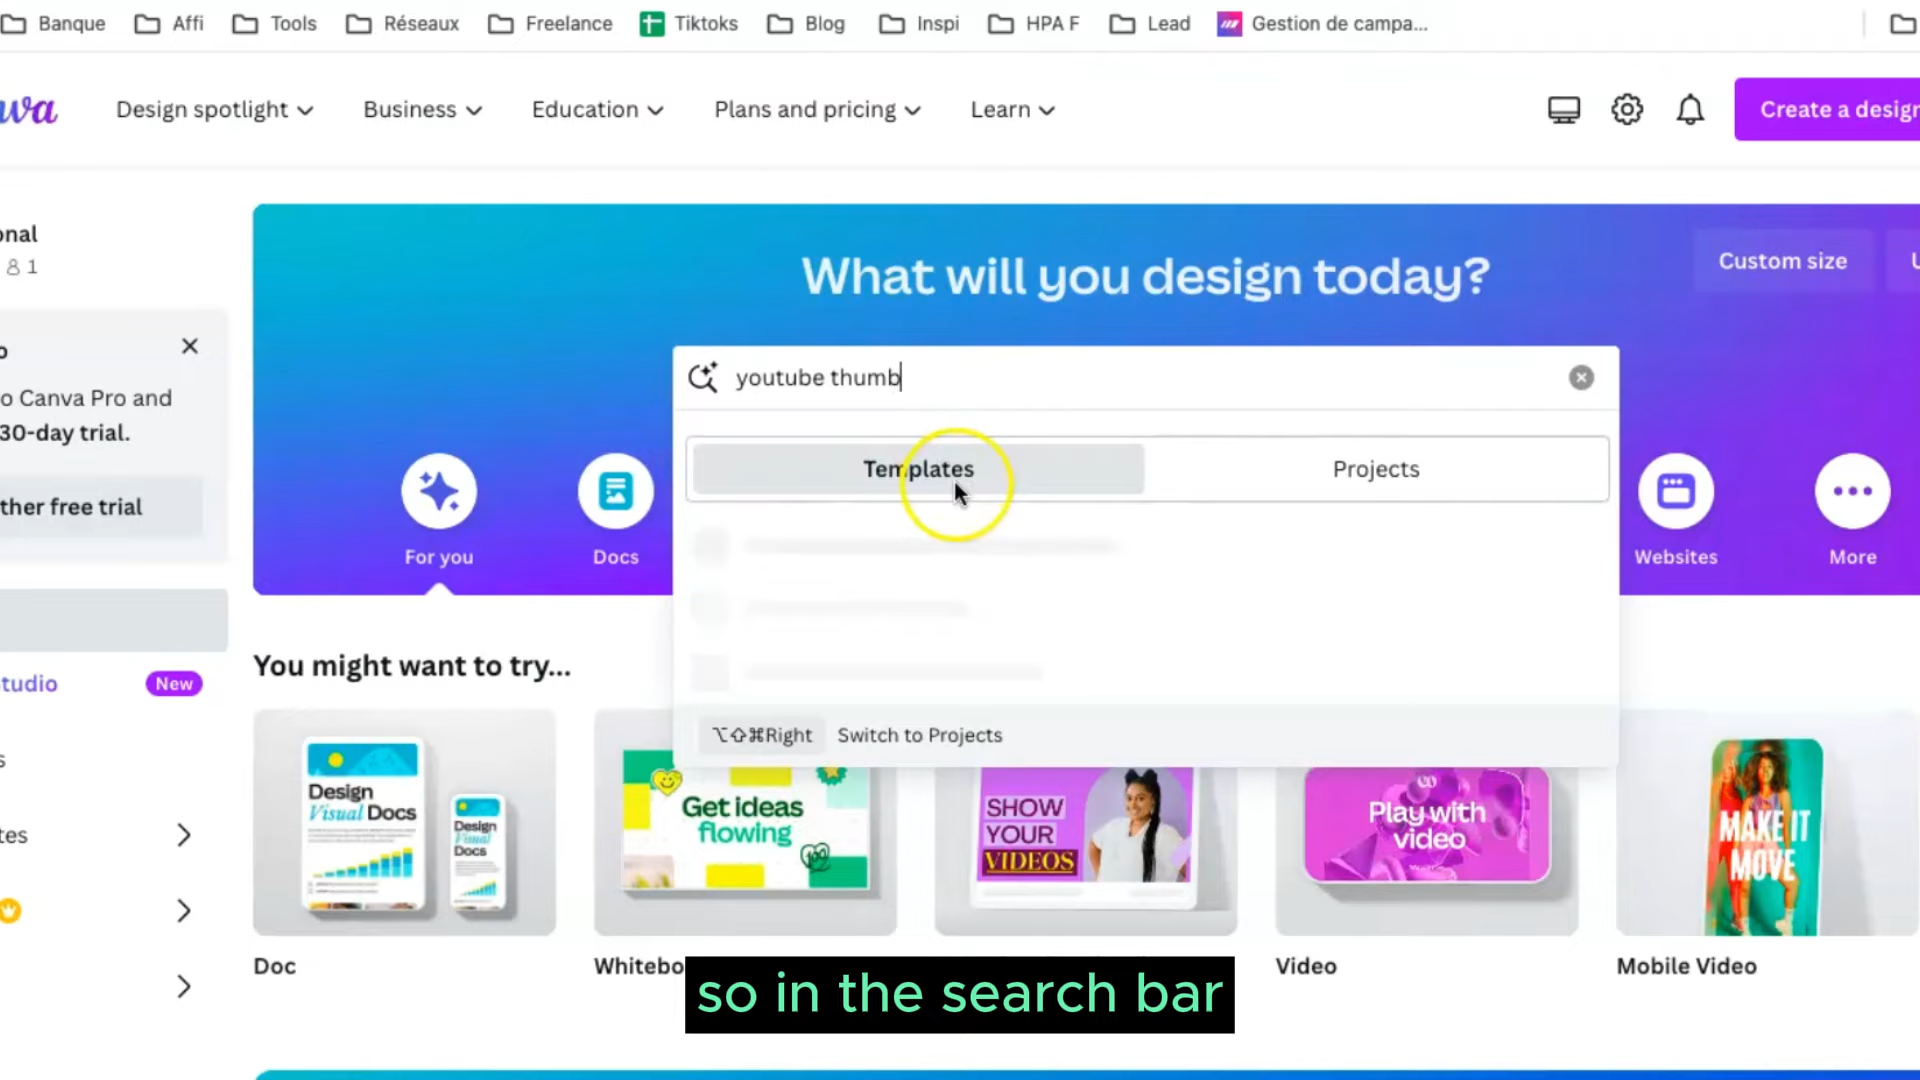 Banque Affi Tools Réseaux Freelance Tiktoks Blog Inspi HPA F Lead Gestion de campa...
Design spotlight Business Education Plans and pricing Learn Create a design
onal
1
What will you design today?
Custom size
youtube thumb
o Canva Pro and
30-day trial.
Templates Projects
ther free trial
For you Docs Websites More
You might want to try...
tudio New
⌥⇧⌘Right Switch to Projects
Design
Visual Docs
Design
Visual
Docs
Get ideas
flowing
100
SHOW
YOUR
VIDEOS
Play with
video
MAKE IT
MOVE
tes
Doc Whitebo Video Mobile Video
so in the search bar